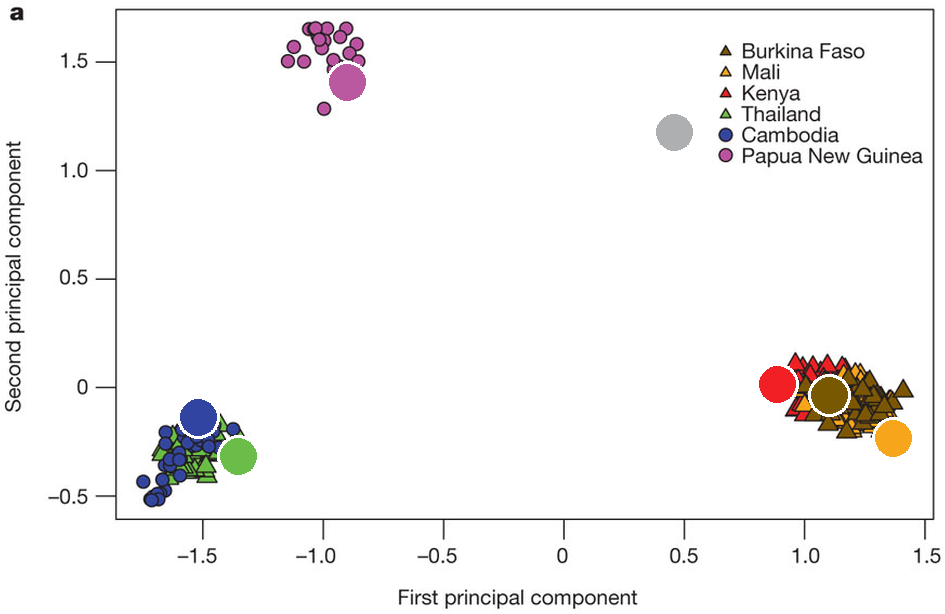 a
Second principal component
1.5
1.0
0.5
0
−0.5
Burkina Faso
Mali
Kenya
Thailand
Cambodia
Papua New Guinea
−1.5 −1.0 −0.5 0 0.5 1.0 1.5
First principal component